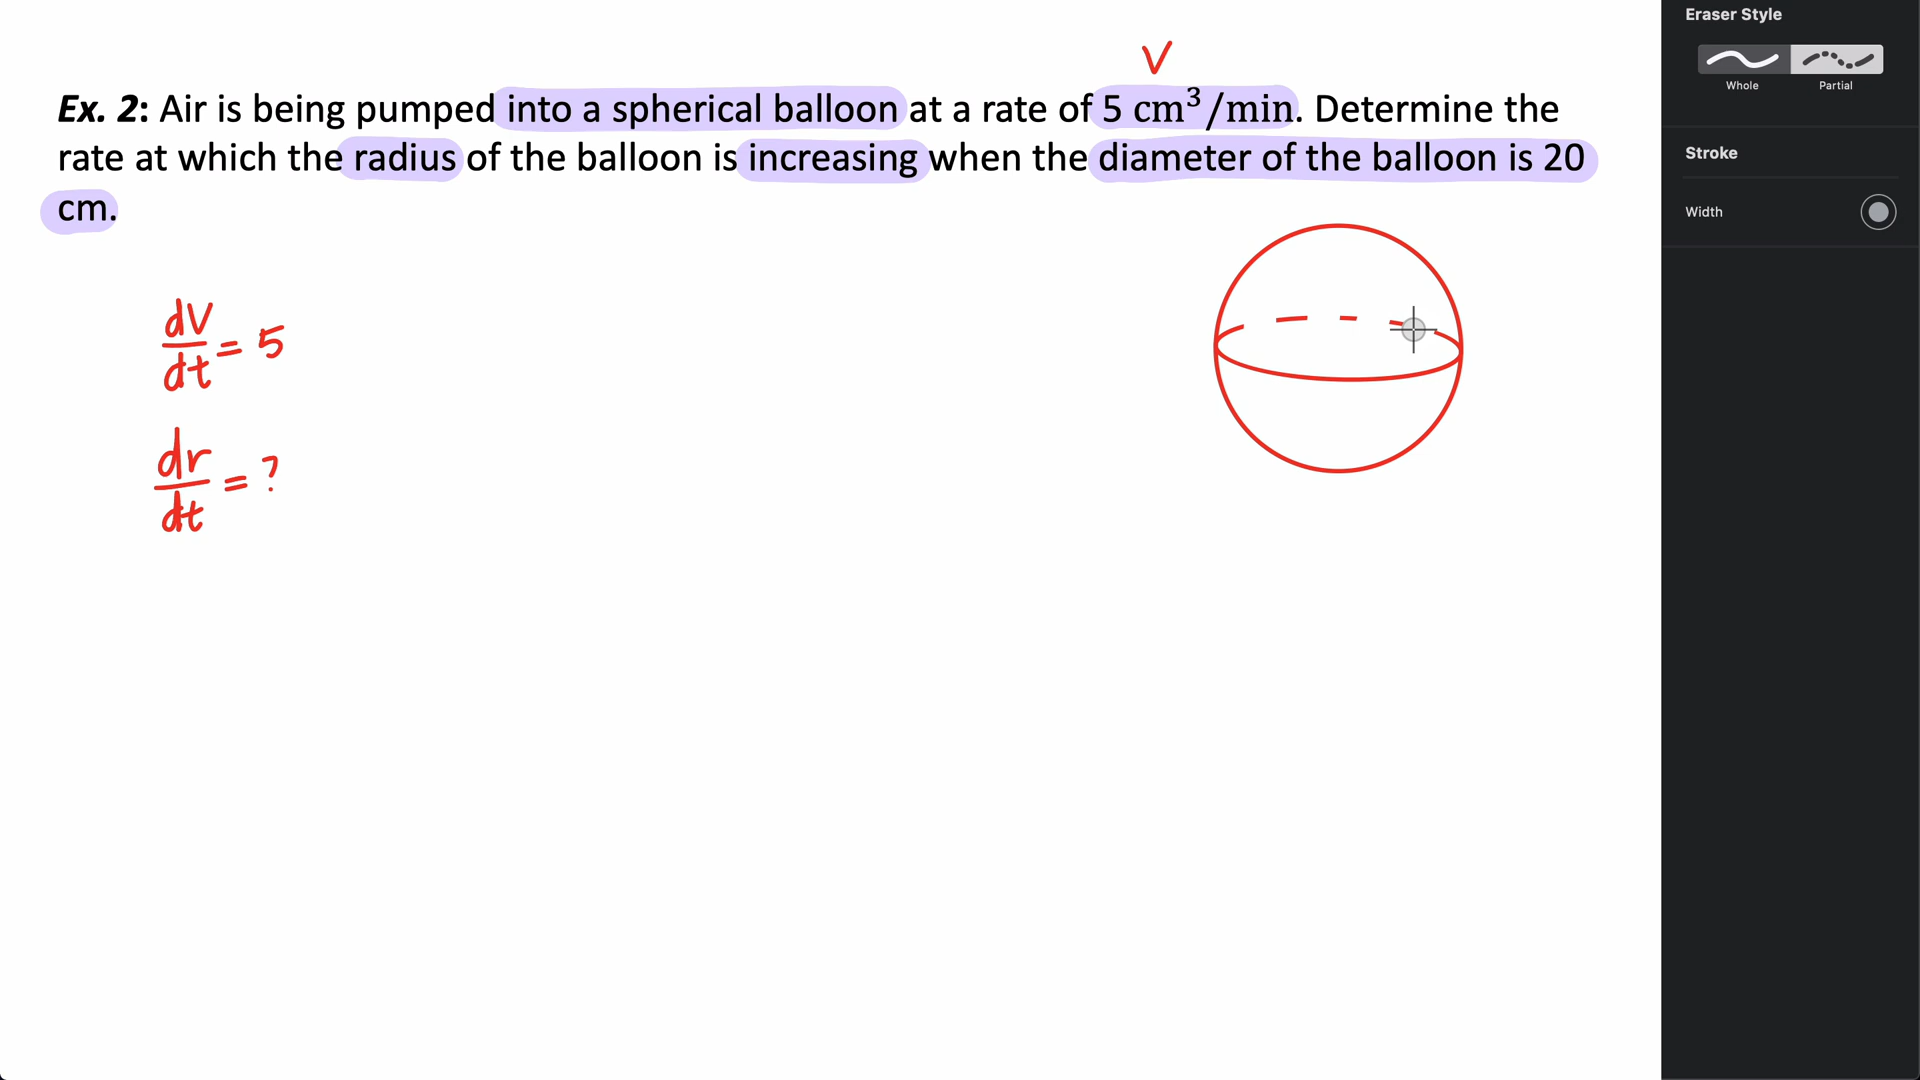 V
Ex. 2: Air is being pumped into a spherical balloon at a rate of 5 cm³/min. Determine the
rate at which the radius of the balloon is increasing when the diameter of the balloon is 20
cm.
dV/dt = 5
dr/dt = ?
Eraser Style
Whole Partial
Stroke
Width